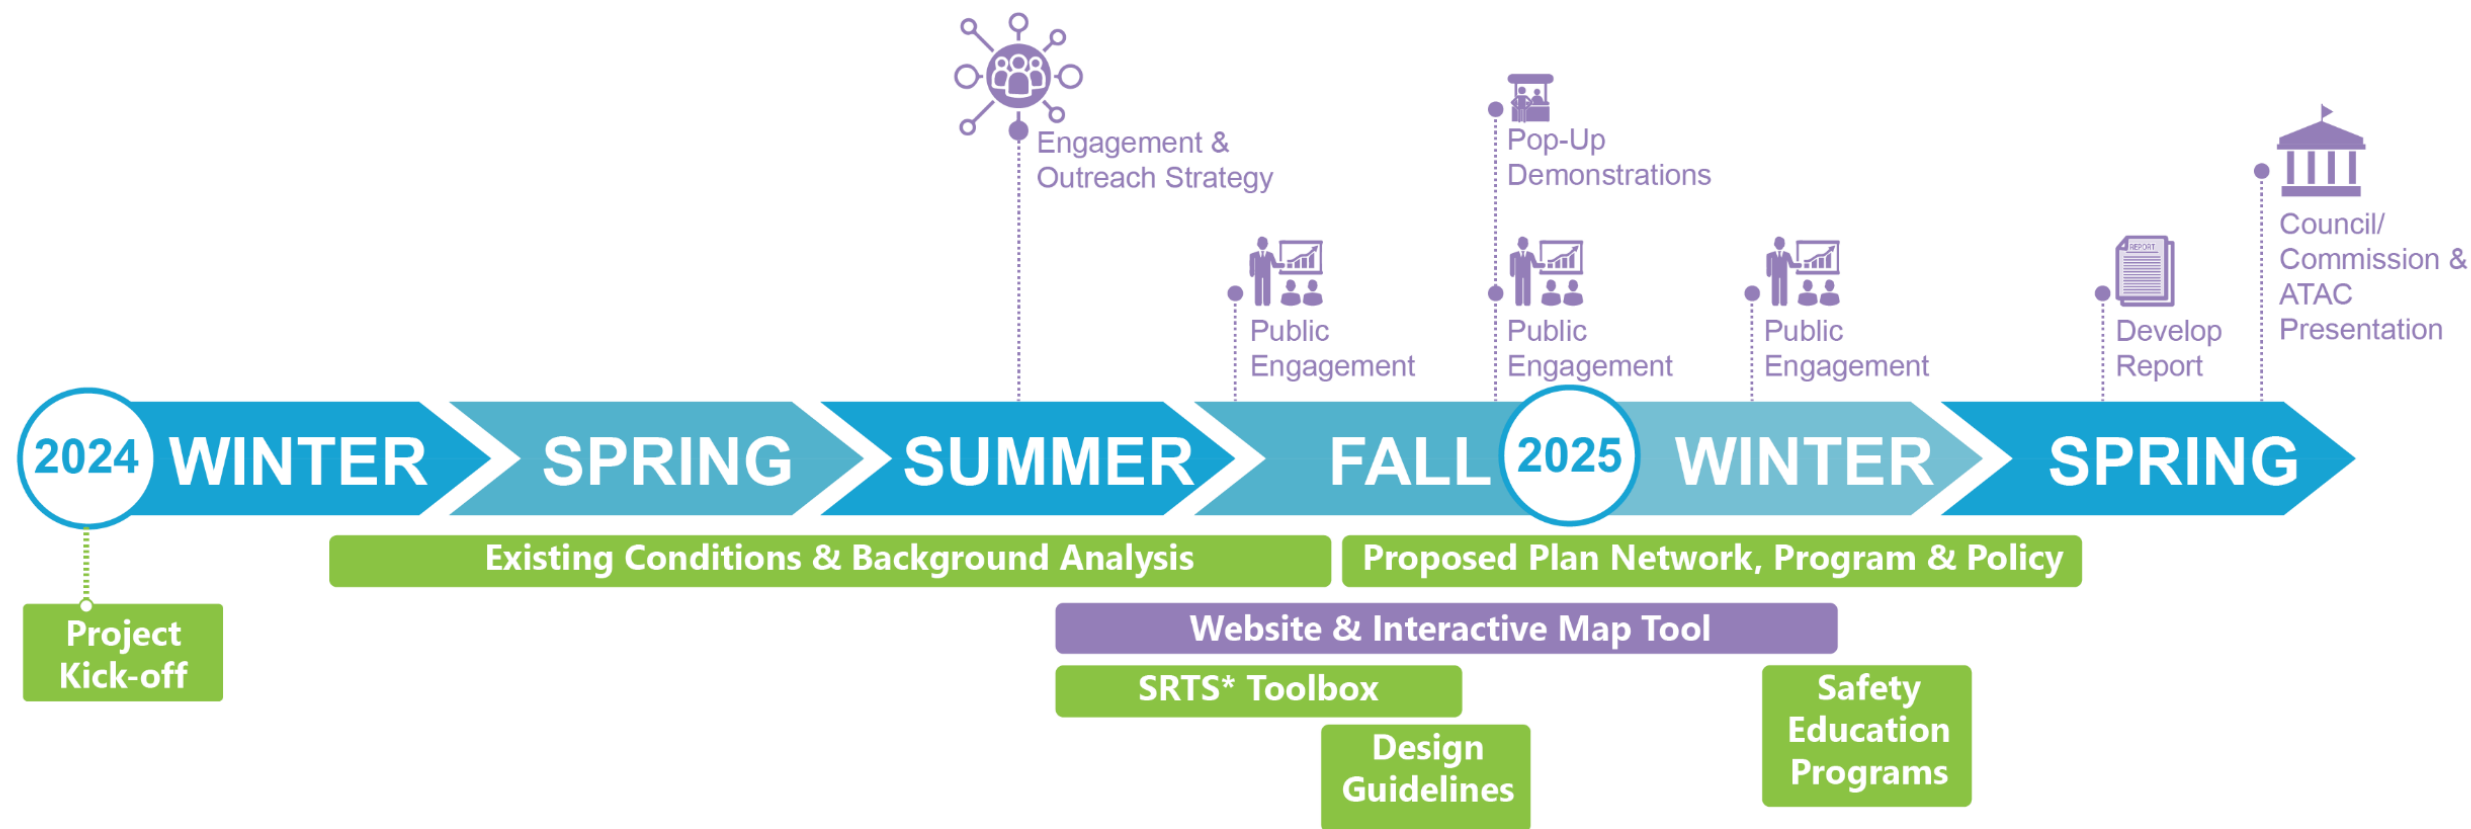 Engagement &
Outreach Strategy
Pop-Up
Demonstrations
Council/
Commission &
ATAC
Presentation
Public
Engagement
Public
Engagement
Public
Engagement
REPORT
Develop
Report
2024
WINTER
SPRING
SUMMER
FALL
2025
WINTER
SPRING
Existing Conditions & Background Analysis
Proposed Plan Network, Program & Policy
Project
Kick-off
Website & Interactive Map Tool
SRTS* Toolbox
Design
Guidelines
Safety
Education
Programs